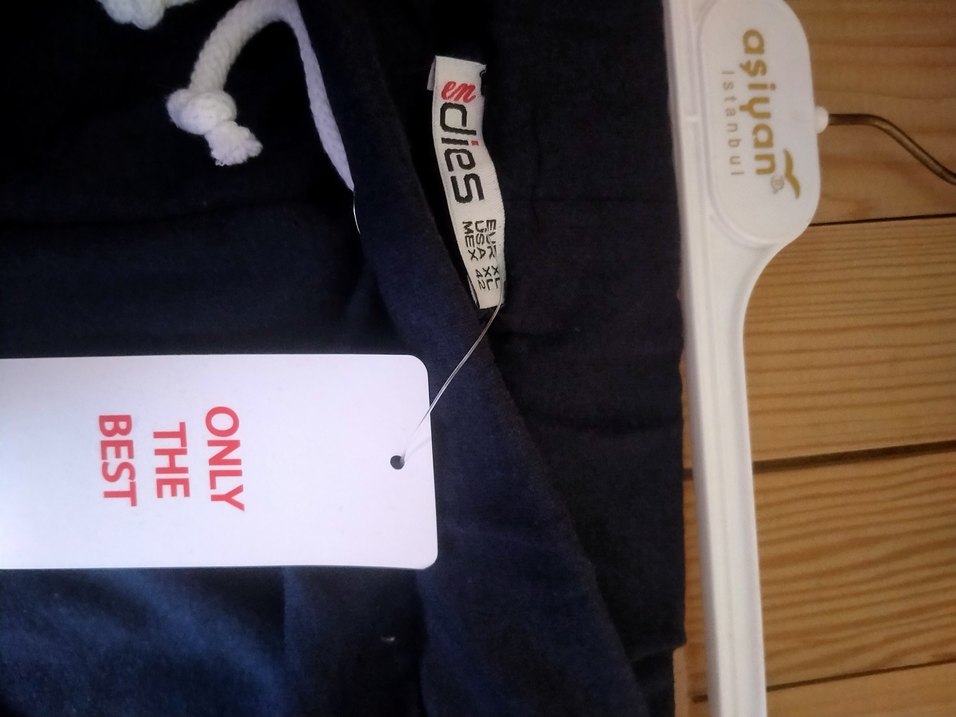 aşiyan
istanbul
en
dies
EUR XL
USA XL
MEX 42
ONLY
THE
BEST